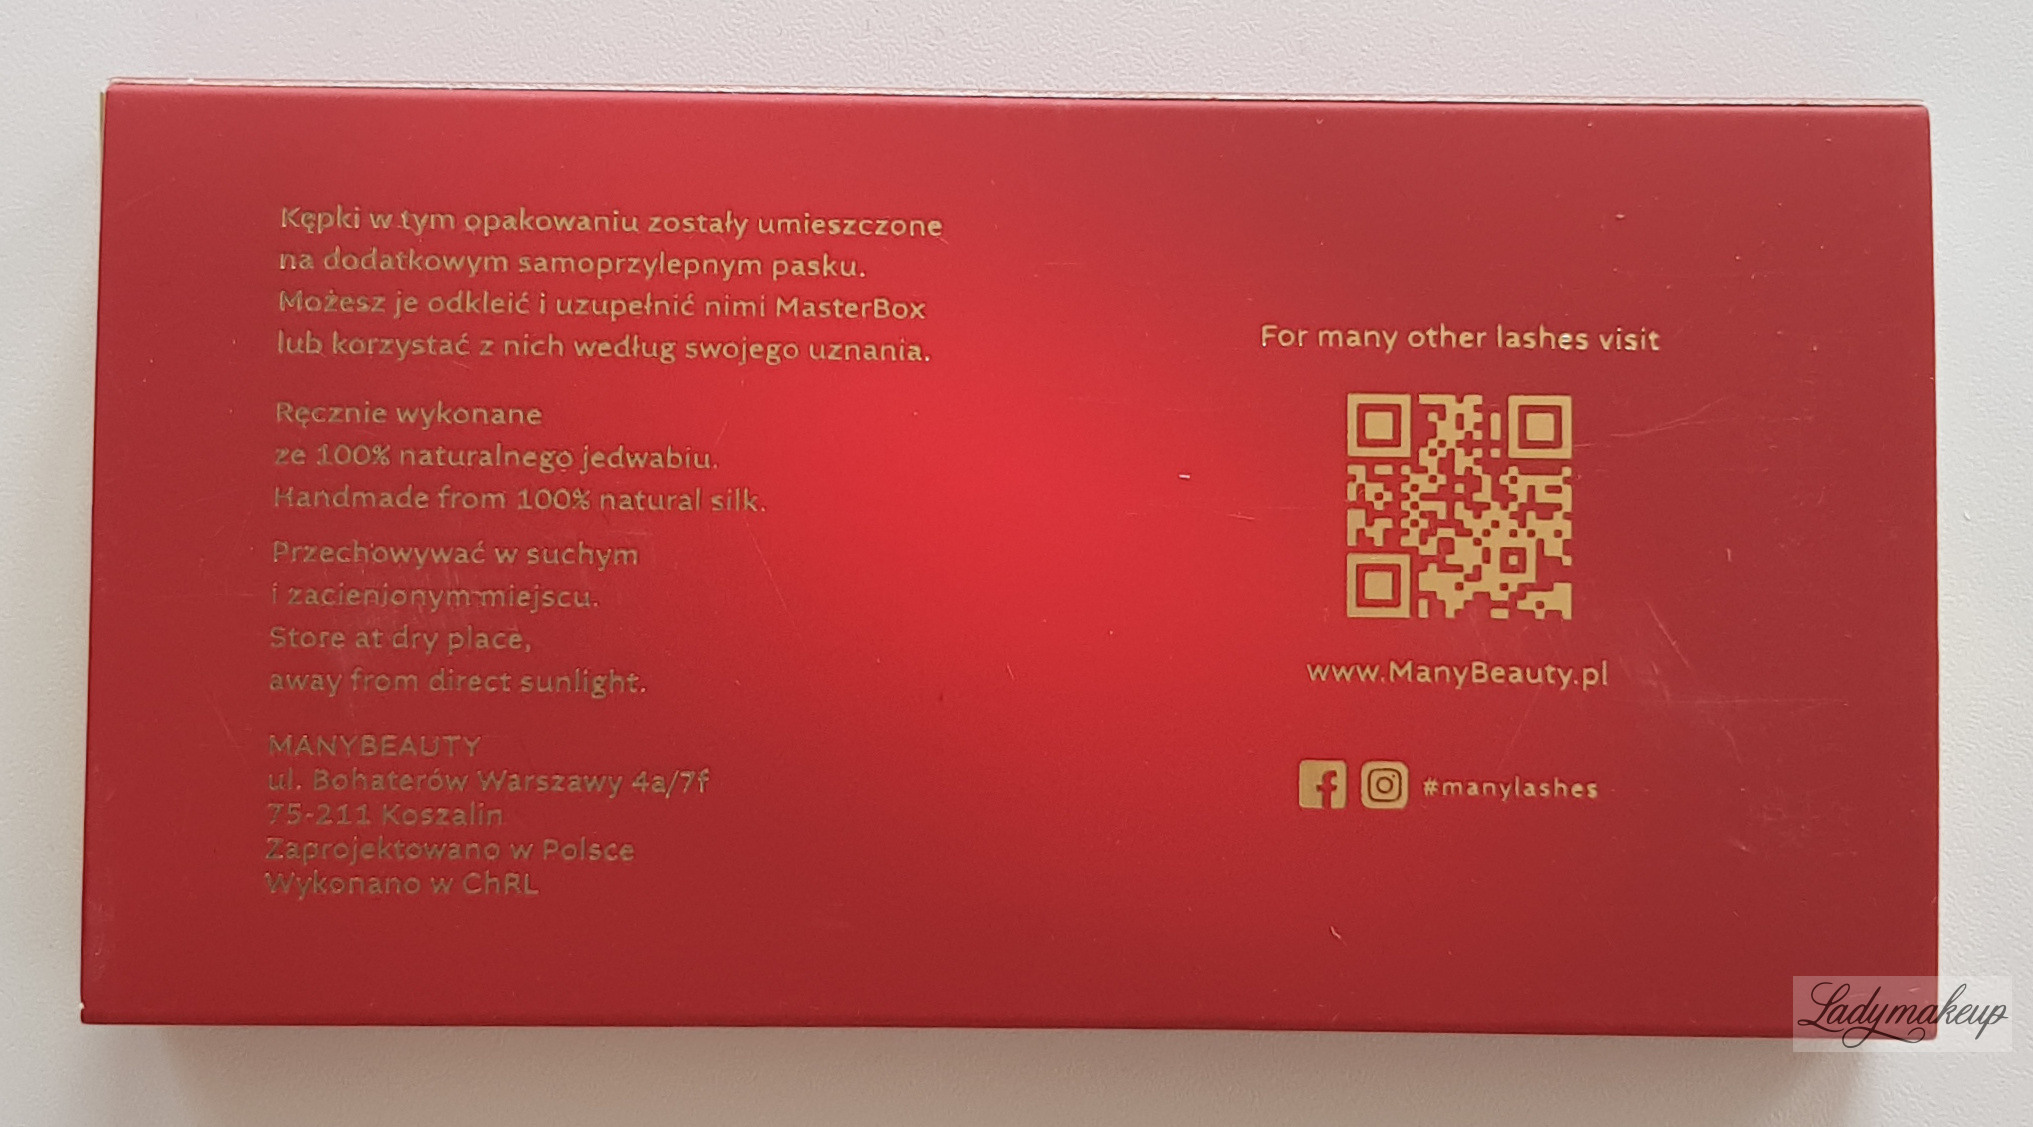 Kępki w tym opakowaniu zostały umieszczone
na dodatkowym samoprzylepnym pasku.
Możesz je odkleić i uzupełnić nimi MasterBox
lub korzystać z nich według swojego uznania.
Ręcznie wykonane
ze 100% naturalnego jedwabiu.
Handmade from 100% natural silk.
Przechowywać w suchym
i zacienionym miejscu.
Store at dry place,
away from direct sunlight.
MANYBEAUTY
ul. Bohaterów Warszawy 4a/7f
75-211 Koszalin
Zaprojektowano w Polsce
Wykonano w ChRL
For many other lashes visit
www.ManyBeauty.pl
#manylashes
Ladymakeup